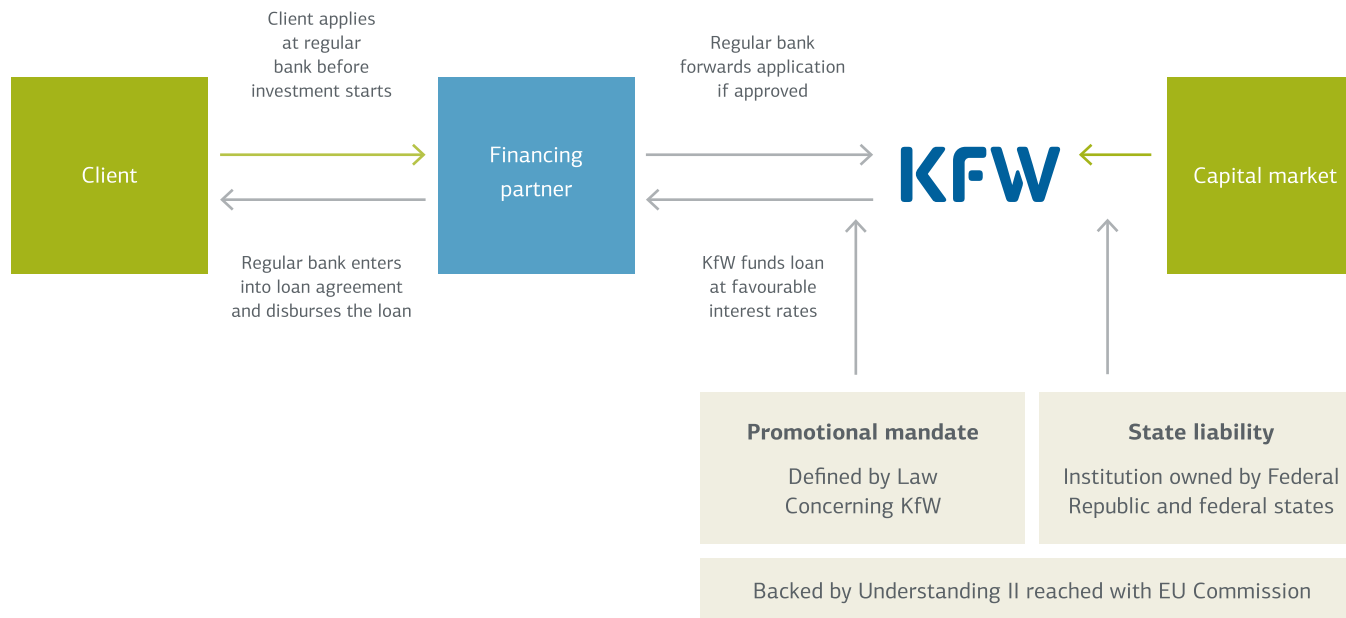 Client applies
at regular
bank before
investment starts
Regular bank
forwards application
if approved
Client
Financing
partner
KFW
Capital market
Regular bank enters
into loan agreement
and disburses the loan
KfW funds loan
at favourable
interest rates
Promotional mandate
Defined by Law
Concerning KfW
State liability
Institution owned by Federal
Republic and federal states
Backed by Understanding II reached with EU Commission